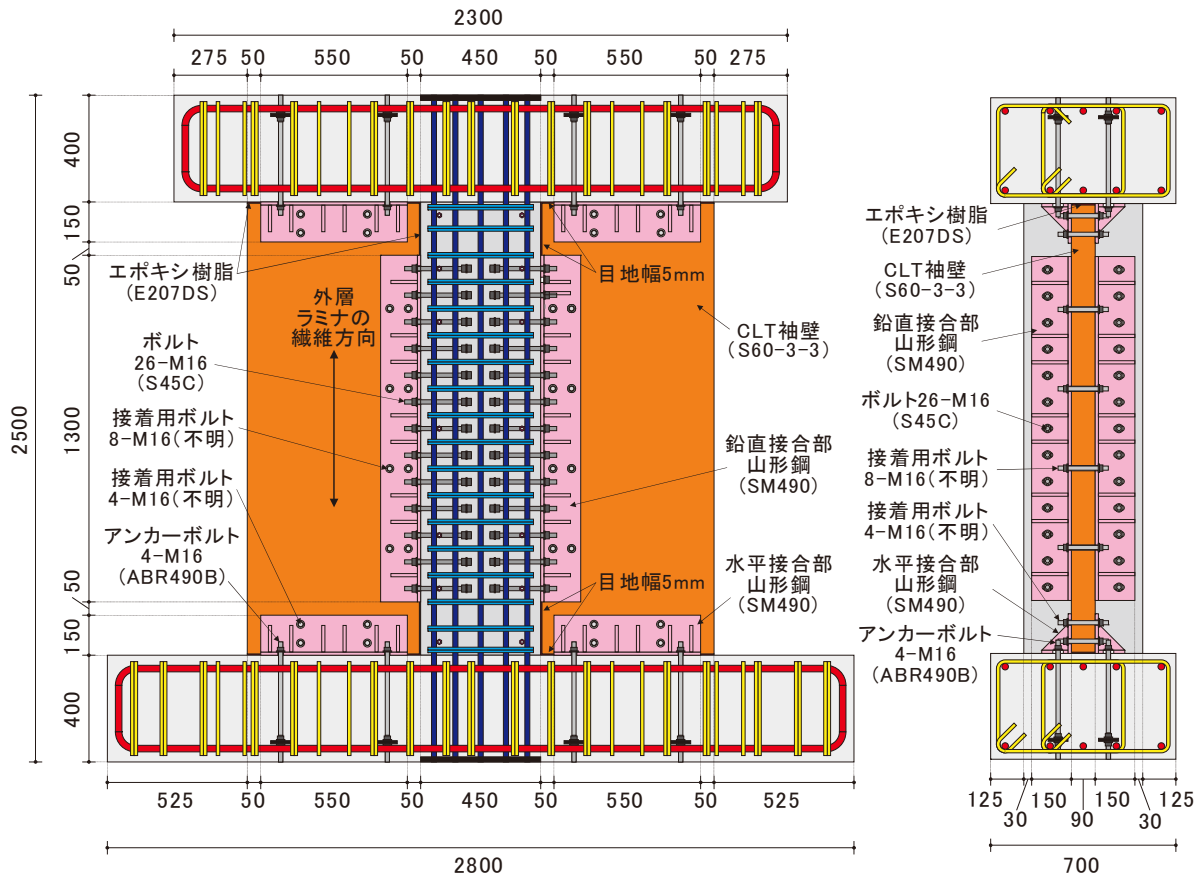 2300
275 50 550 50 450 50 550 50 275
2500
400
150
50
1300
50
150
400
エポキシ樹脂
(E207DS)
外層
ラミナの
繊維方向
ボルト
26-M16
(S45C)
接着用ボルト
8-M16(不明)
接着用ボルト
4-M16(不明)
アンカーボルト
4-M16
(ABR490B)
目地幅5mm
CLT袖壁
(S60-3-3)
鉛直接合部
山形鋼
(SM490)
目地幅5mm
水平接合部
山形鋼
(SM490)
525 50 550 50 450 50 550 50 525
2800
エポキシ樹脂
(E207DS)
CLT袖壁
(S60-3-3)
鉛直接合部
山形鋼
(SM490)
ボルト26-M16
(S45C)
接着用ボルト
8-M16(不明)
接着用ボルト
4-M16(不明)
水平接合部
山形鋼
(SM490)
アンカーボルト
4-M16
(ABR490B)
125 150 150 125
30 90 30
700